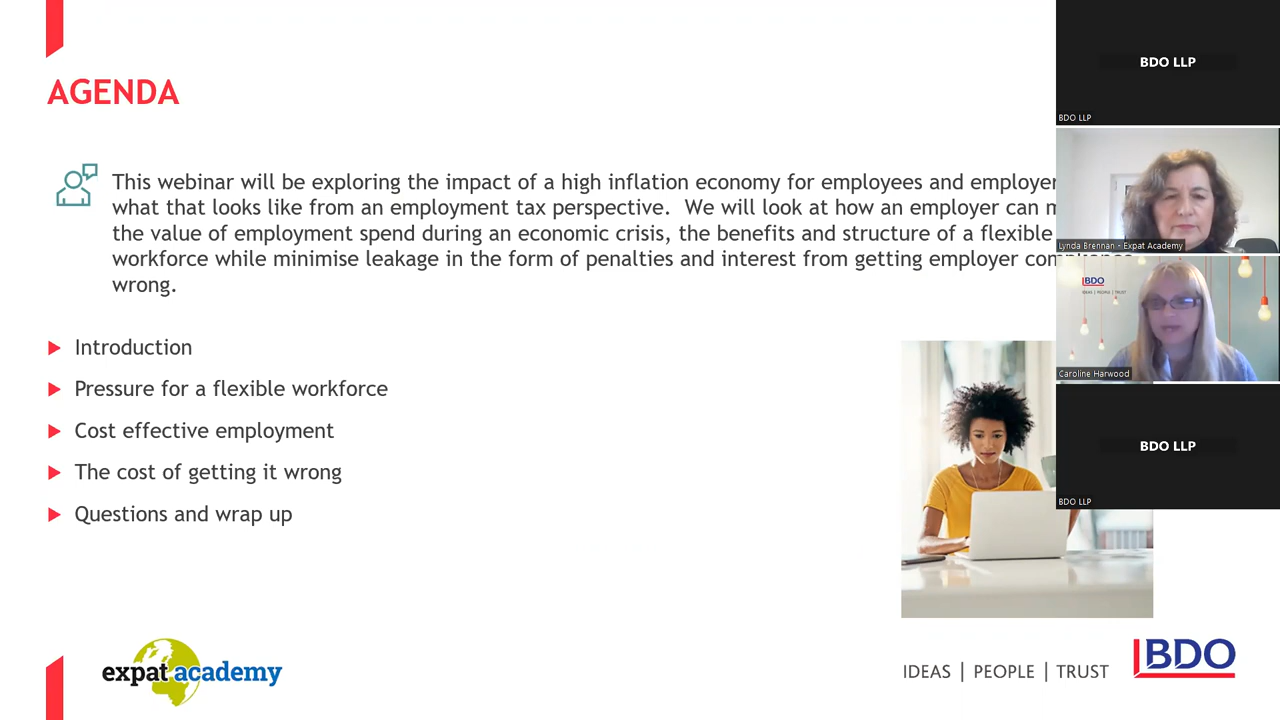 AGENDA
This webinar will be exploring the impact of a high inflation economy for employees and employer
what that looks like from an employment tax perspective. We will look at how an employer can
the value of employment spend during an economic crisis, the benefits and structure of a flexible
workforce while minimise leakage in the form of penalties and interest from getting employer
wrong.
Introduction
Pressure for a flexible workforce
Cost effective employment
The cost of getting it wrong
Questions and wrap up
BDO LLP
BDO LLP
Lynda Brennan - Expat Academy
BDO
IDEAS | PEOPLE | TRUST
Caroline Harwood
BDO LLP
BDO LLP
expat academy
IDEAS | PEOPLE | TRUST
BDO